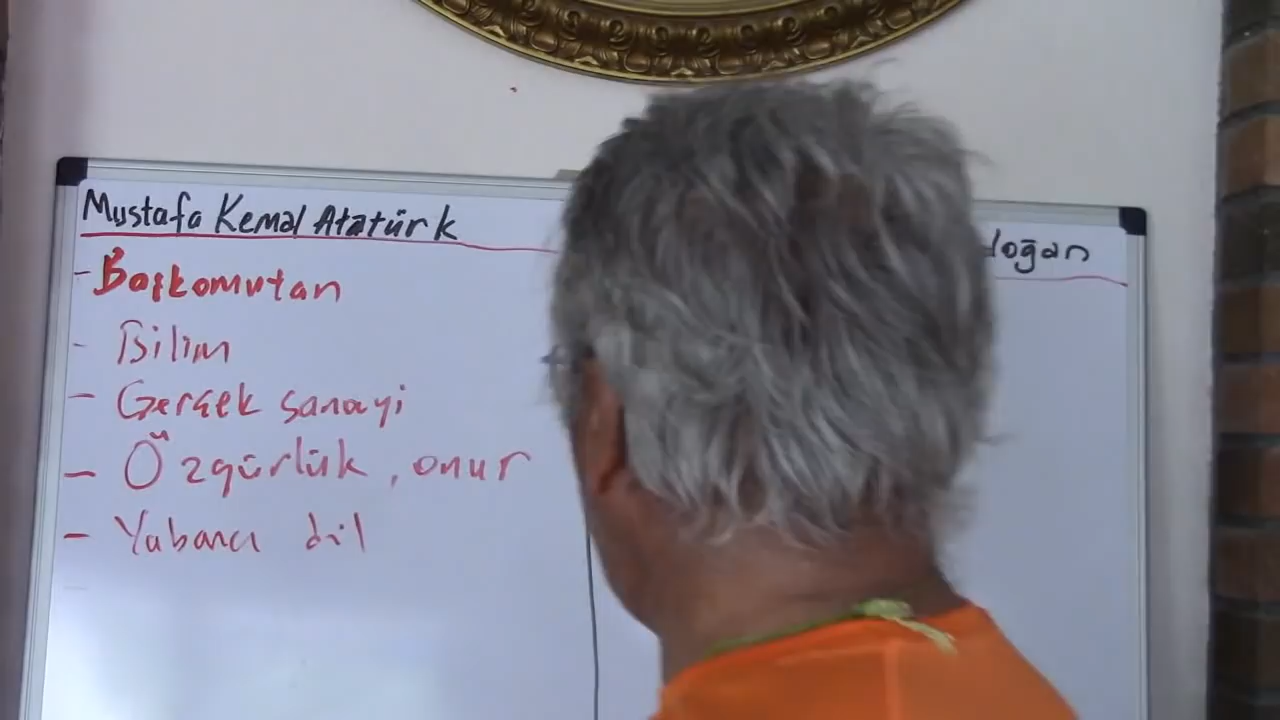 Mustafa Kemal Atatürk
doğan
- Başkomutan
- Bilim
- Gerçek sanayi
- Özgürlük, onur
- Yabancı dil